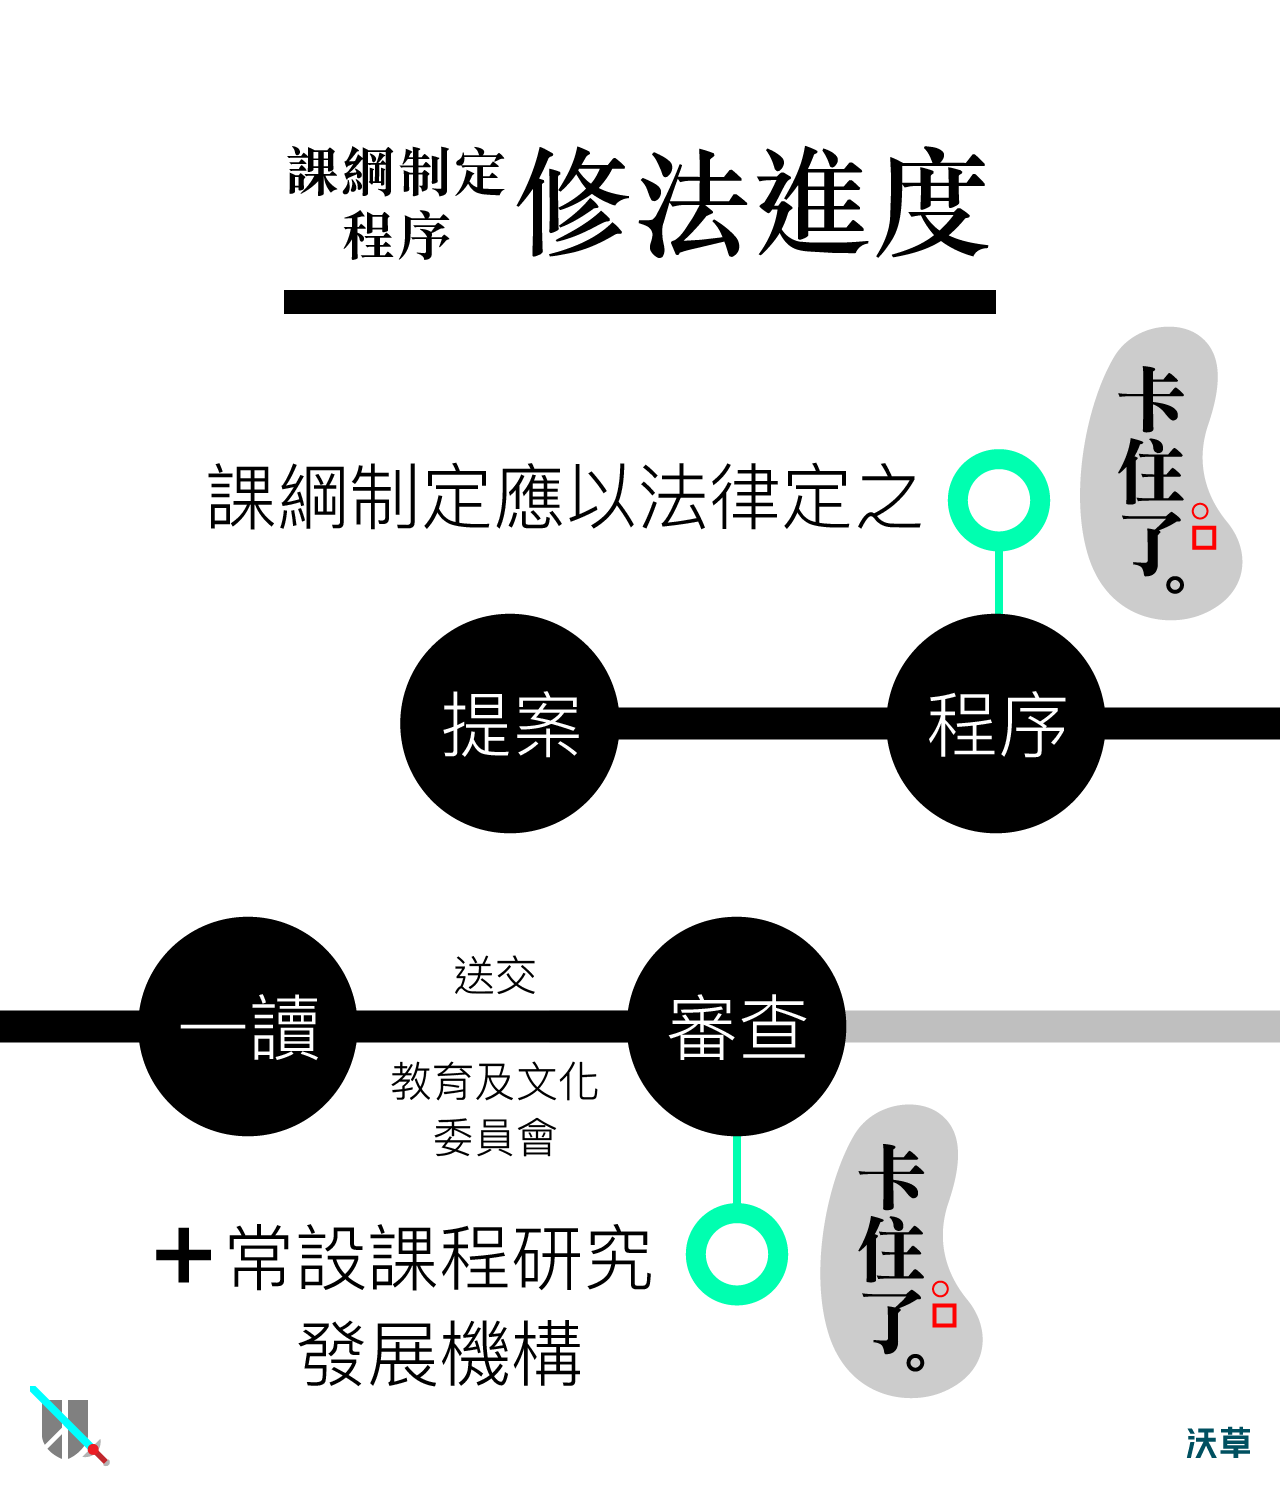 課綱制定
程序
修法進度
卡住了。
課綱制定應以法律定之
提案
程序
一讀
送交
教育及文化
委員會
審查
卡住了。
+常設課程研究
發展機構
沃草